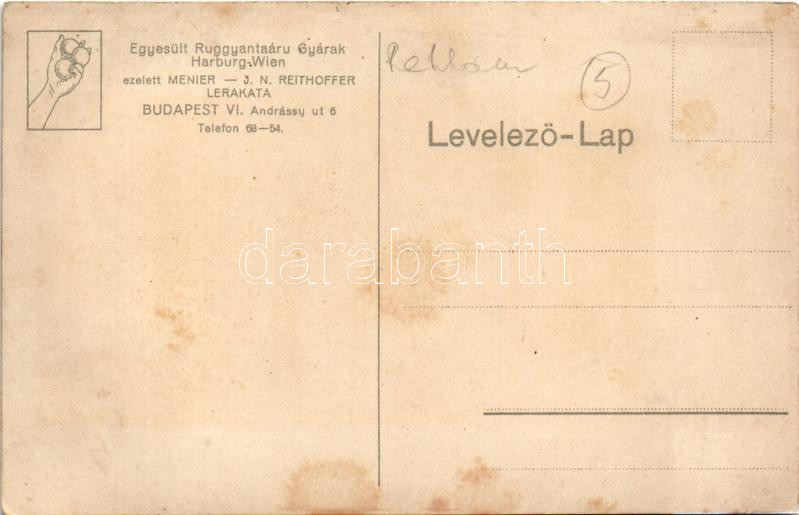 Egyesült Ruggyantaáru Gyárak
Harburg-Wien
ezelett MENIER — J. N. REITHOFFER
LERAKATA
BUDAPEST VI. Andrássy ut 6
Telefon 68—54.
5
Levelezö-Lap
darabanth